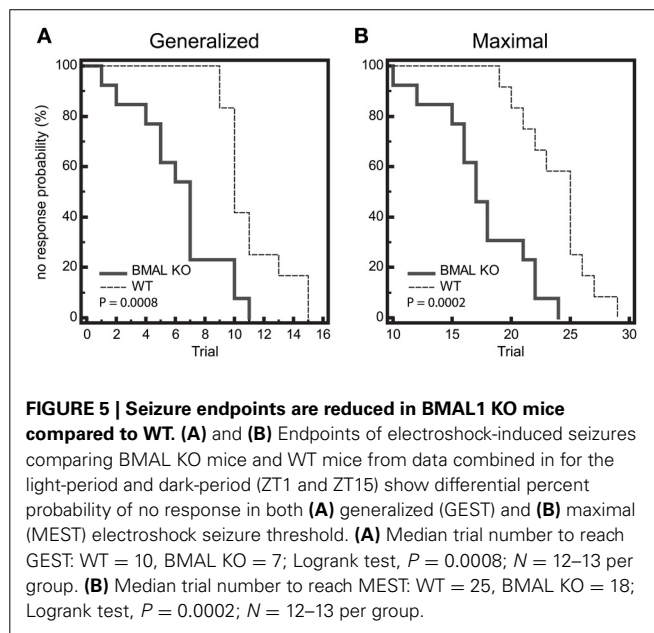 A Generalized
B Maximal
no response probability (%)
100
80
60
40
20
0
BMAL KO
WT
P = 0.0008
0 2 4 6 8 10 12 14 16
Trial
100
80
60
40
20
0
BMAL KO
WT
P = 0.0002
10 15 20 25 30
Trial
FIGURE 5 | Seizure endpoints are reduced in BMAL1 KO mice
compared to WT. (A) and (B) Endpoints of electroshock-induced seizures
comparing BMAL KO mice and WT mice from data combined in for the
light-period and dark-period (ZT1 and ZT15) show differential percent
probability of no response in both (A) generalized (GEST) and (B) maximal
(MEST) electroshock seizure threshold. (A) Median trial number to reach
GEST: WT = 10, BMAL KO = 7; Logrank test, P = 0.0008; N = 12–13 per
group. (B) Median trial number to reach MEST: WT = 25, BMAL KO = 18;
Logrank test, P = 0.0002; N = 12–13 per group.